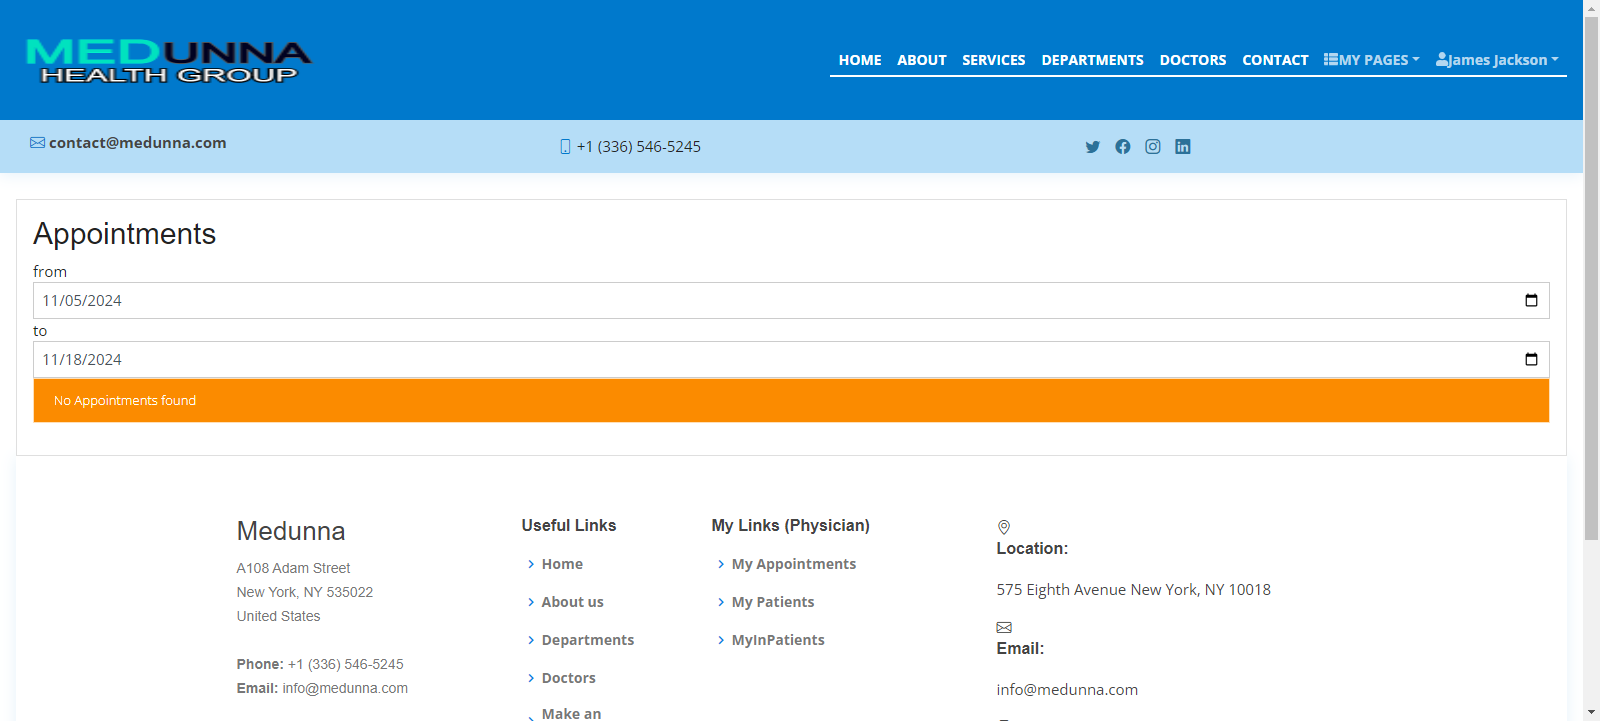 MEDUNNA
HEALTH GROUP
HOME ABOUT SERVICES DEPARTMENTS DOCTORS CONTACT MY PAGES James Jackson
contact@medunna.com
+1 (336) 546-5245
Appointments
from
11/05/2024
to
11/18/2024
No Appointments found
Medunna
A108 Adam Street
New York, NY 535022
United States
Phone: +1 (336) 546-5245
Email: info@medunna.com
Useful Links
Home
About us
Departments
Doctors
Make an
My Links (Physician)
My Appointments
My Patients
MyInPatients
Location:
575 Eighth Avenue New York, NY 10018
Email:
info@medunna.com